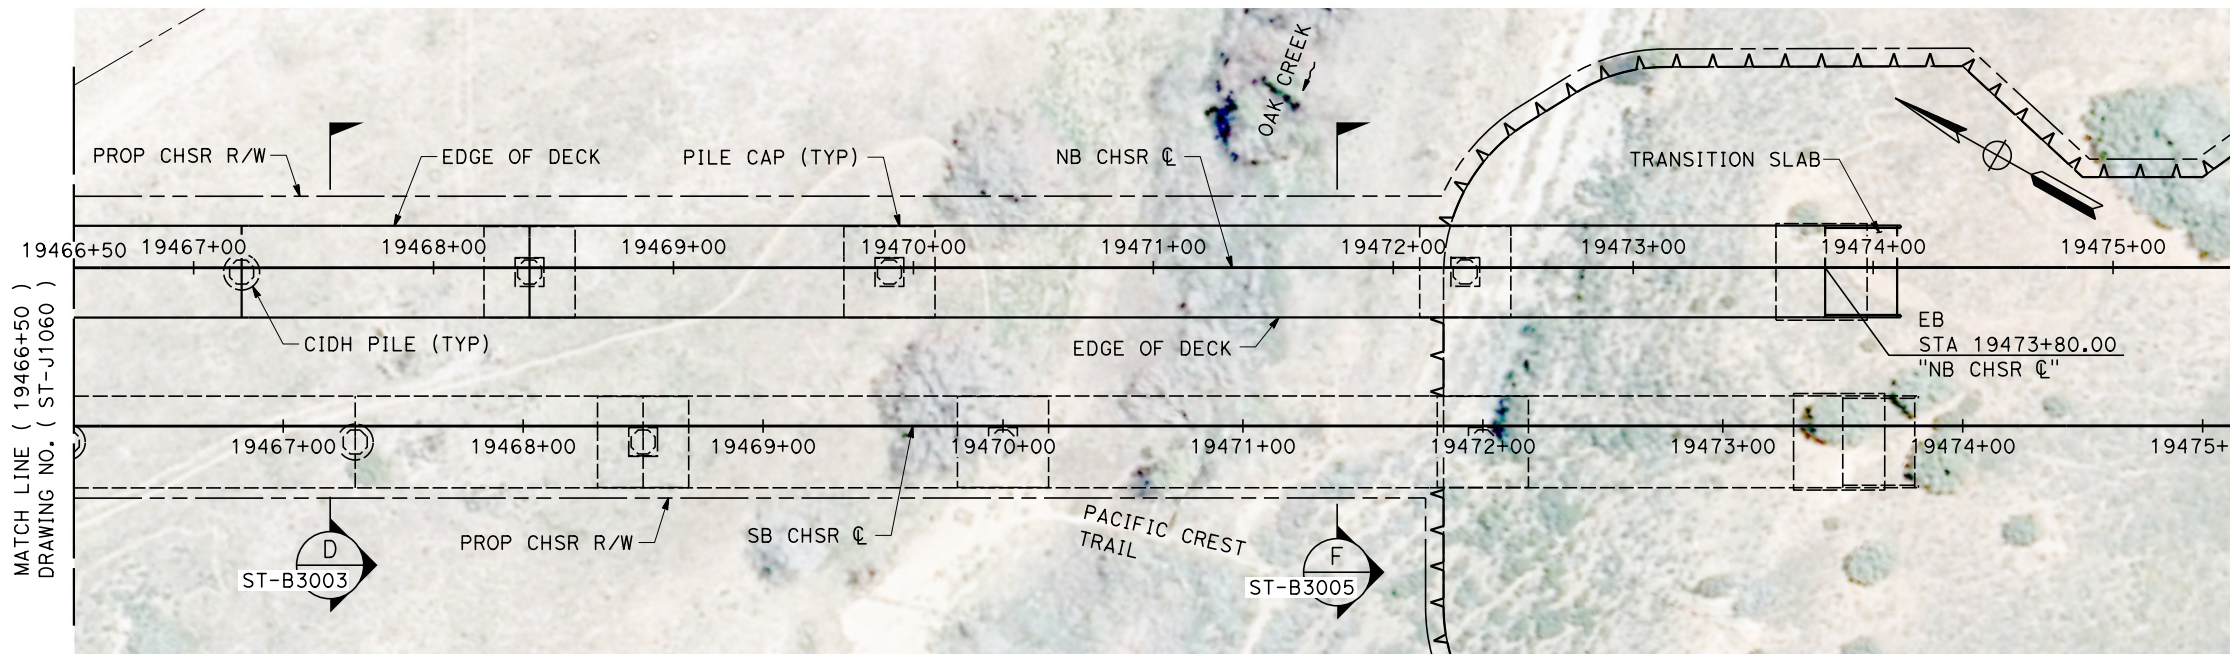 OAK CREEK
PROP CHSR R/W
EDGE OF DECK
PILE CAP (TYP)
NB CHSR ℄
TRANSITION SLAB
19466+50
19467+00
19468+00
19469+00
19470+00
19471+00
19472+00
19473+00
19474+00
19475+00
MATCH LINE ( 19466+50 )
DRAWING NO. ( ST-J1060 )
CIDH PILE (TYP)
EDGE OF DECK
EB
STA 19473+80.00
"NB CHSR ℄"
19467+00
19468+00
19469+00
19470+00
19471+00
19472+00
19473+00
19474+00
19475+
PROP CHSR R/W
SB CHSR ℄
PACIFIC CREST
TRAIL
D
ST-B3003
F
ST-B3005